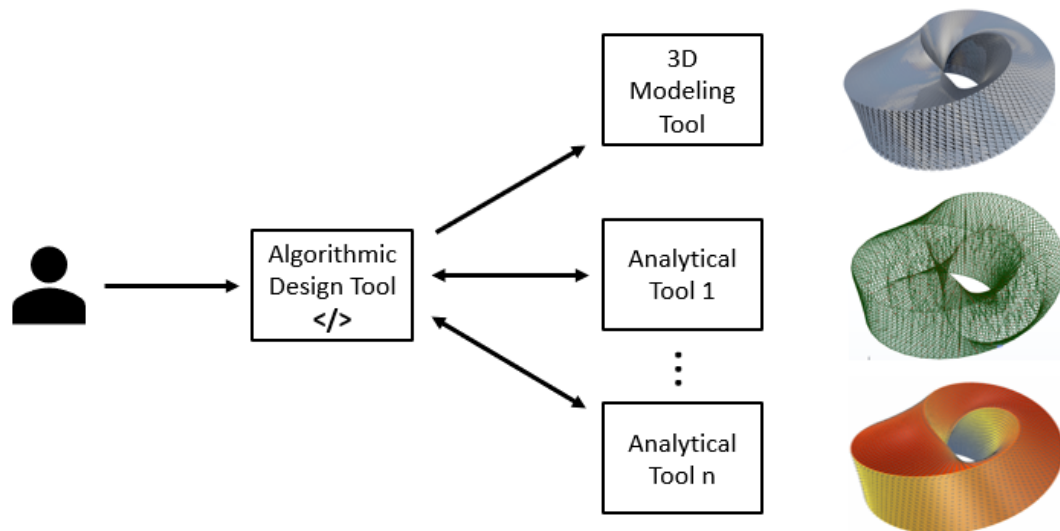 3D
Modeling
Tool
Algorithmic
Design Tool
</>
Analytical
Tool 1
Analytical
Tool n